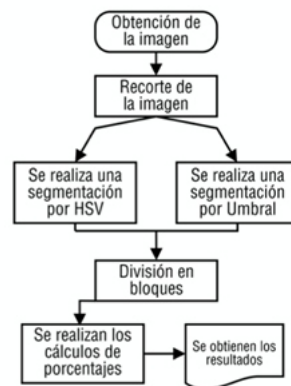 Obtención de
la imagen
Recorte de
la imagen
Se realiza una
segmentación
por HSV
Se realiza una
segmentación
por Umbral
División en
bloques
Se realizan los
cálculos de
porcentajes
Se obtienen los
resultados